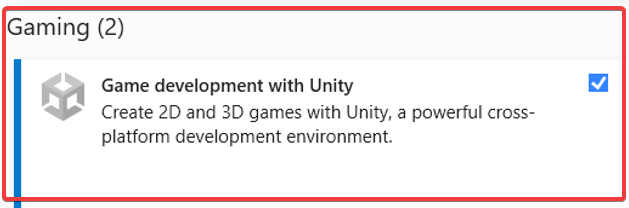 Gaming (2)
Game development with Unity
Create 2D and 3D games with Unity, a powerful cross-
platform development environment.